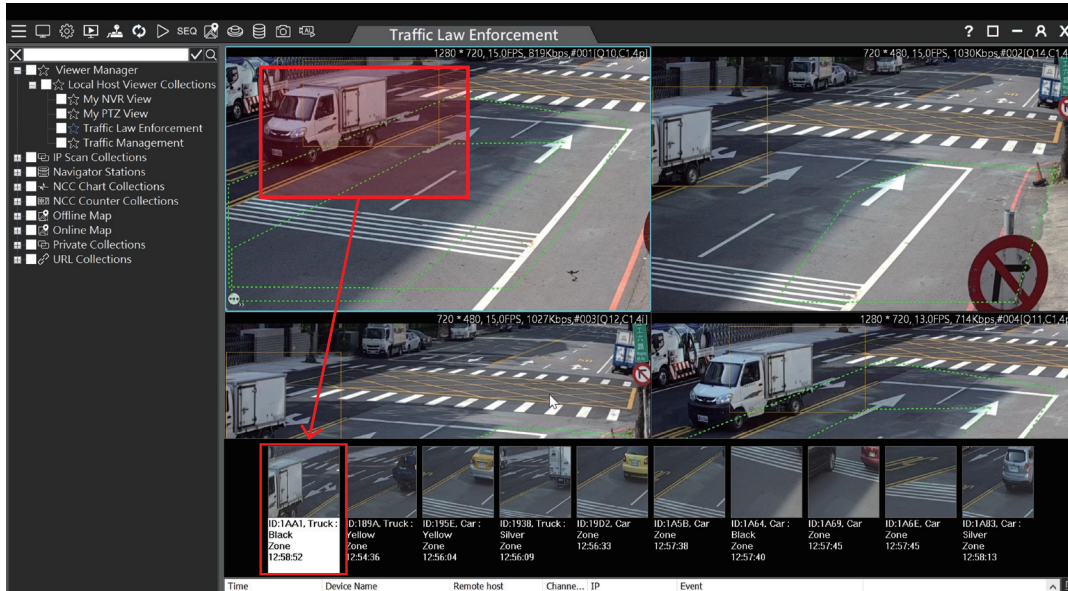 SEQ
Traffic Law Enforcement
?
X
Viewer Manager
Local Host Viewer Collections
My NVR View
My PTZ View
Traffic Law Enforcement
Traffic Management
IP Scan Collections
Navigator Stations
NCC Chart Collections
NCC Counter Collections
Offline Map
Online Map
Private Collections
URL Collections
1280 * 720, 15.0FPS, 819Kbps,#001[Q10,C1,4p]
720 * 480, 15.0FPS, 1030Kbps,#002[Q14,C1,4
720 * 480, 15.0FPS, 1027Kbps,#003[Q12,C1,4i]
1280 * 720, 13.0FPS, 714Kbps,#004[Q11,C1,4p
ID:1AA1, Truck :
Black
Zone
12:58:52
ID:189A, Truck :
Yellow
Zone
12:54:36
ID:195E, Car :
Yellow
Zone
12:56:04
ID:1938, Truck :
Silver
Zone
12:56:09
ID:19D2, Car
Zone
12:56:33
ID:1A5B, Car
Zone
12:57:38
ID:1A64, Car :
Black
Zone
12:57:40
ID:1A69, Car
Zone
12:57:45
ID:1A6E, Car
Zone
12:57:45
ID:1A83, Car :
Silver
Zone
12:58:13
Time Device Name Remote host Channe... IP Event